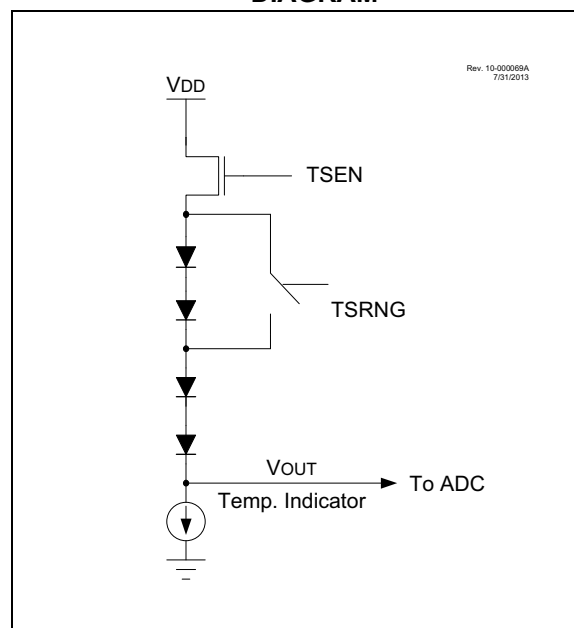 DIAGRAM
Rev. 10-000069A
7/31/2013
VDD
TSEN
TSRNG
VOUT
To ADC
Temp. Indicator